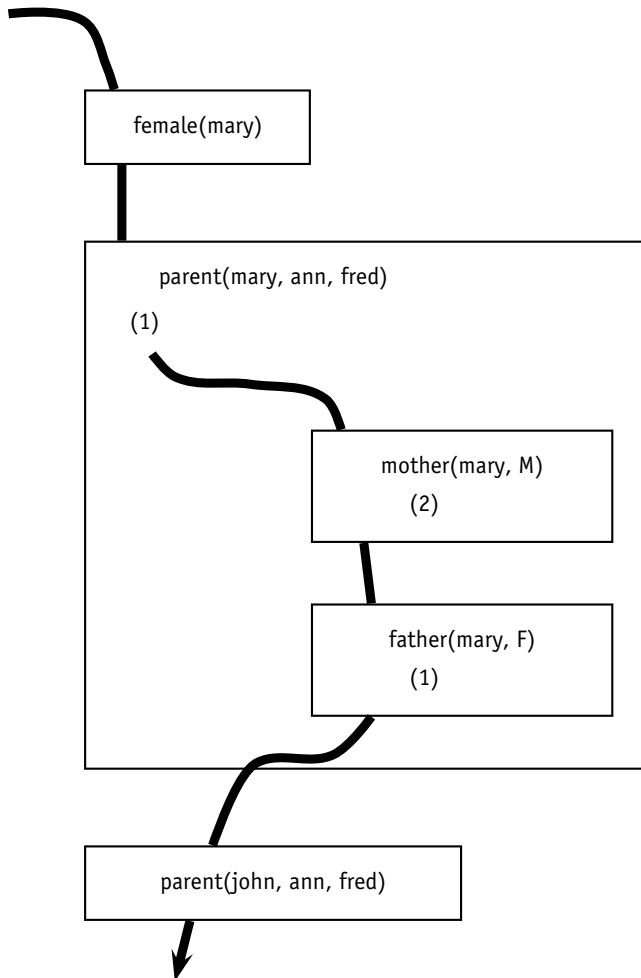 female(mary)
parent(mary, ann, fred)
(1)
mother(mary, M)
(2)
father(mary, F)
(1)
parent(john, ann, fred)